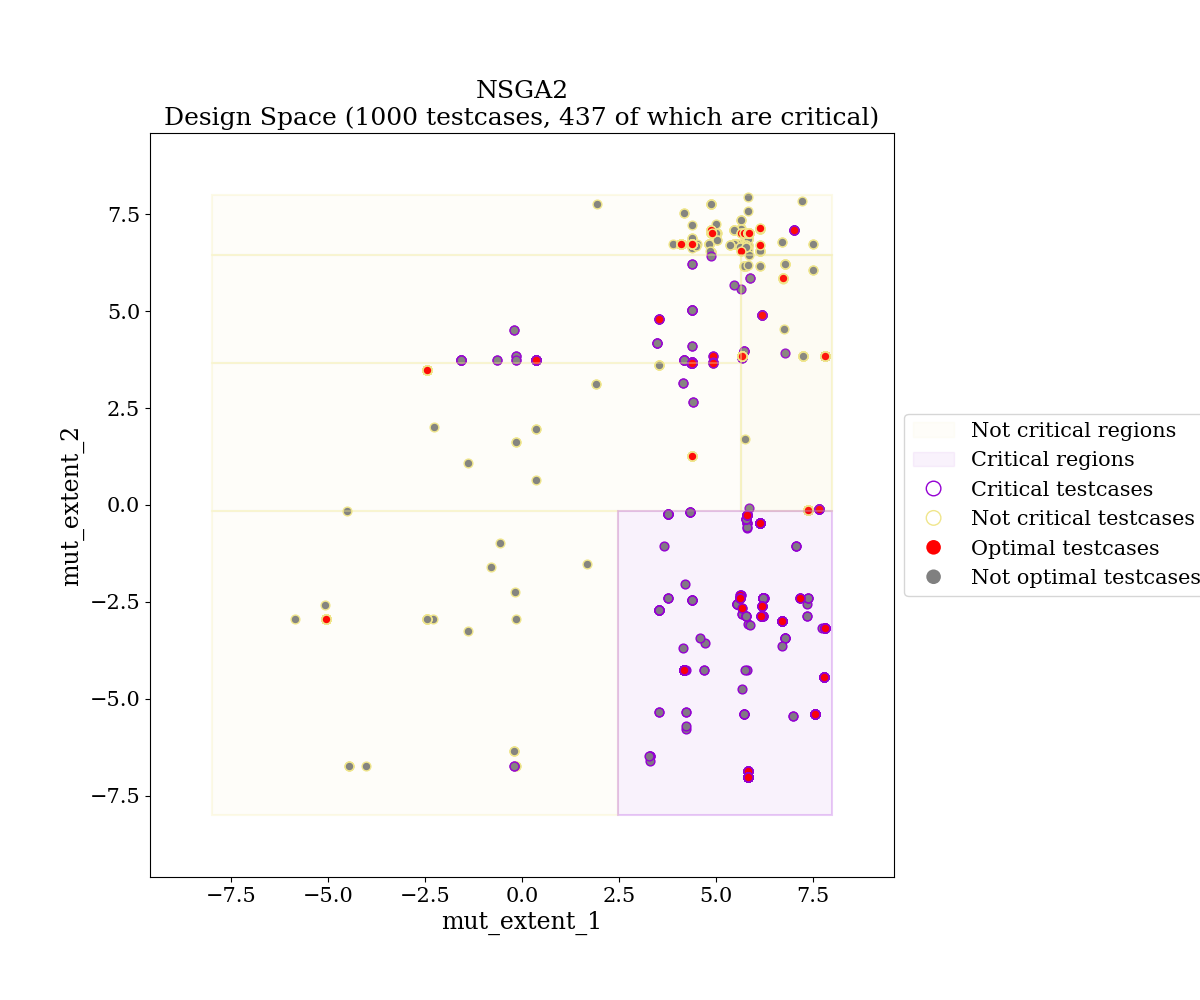 NSGA2
Design Space (1000 testcases, 437 of which are critical)
7.5
5.0
2.5
0.0
−2.5
−5.0
−7.5
mut_extent_2
−7.5
−5.0
−2.5
0.0
2.5
5.0
7.5
mut_extent_1
Not critical regions
Critical regions
Critical testcases
Not critical testcases
Optimal testcases
Not optimal testcases